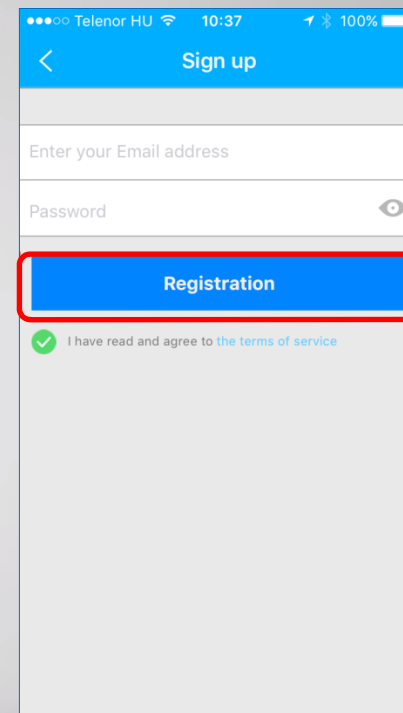 Telenor HU 10:37 100%
Sign up
Enter your Email address
Password
Registration
I have read and agree to the terms of service